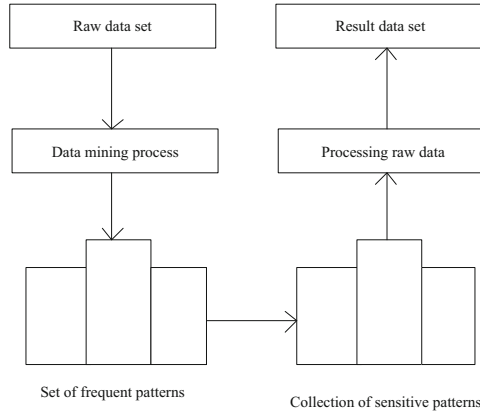 Raw data set
Result data set
Data mining process
Processing raw data
Set of frequent patterns
Collection of sensitive patterns